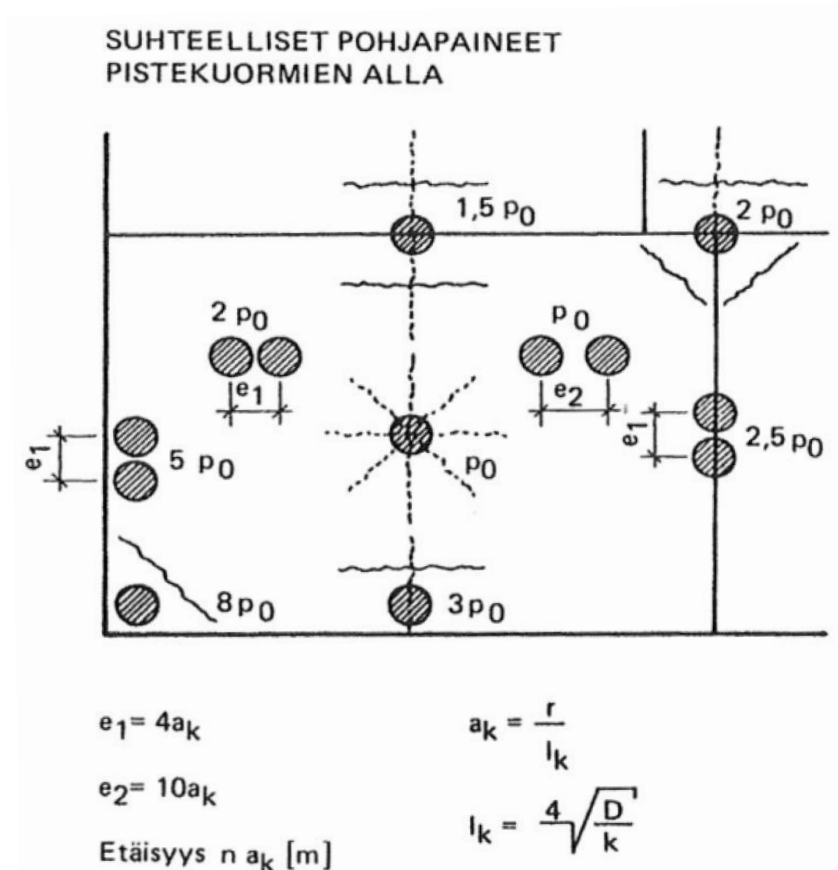 SUHTEELLISET POHJAPAINEET
PISTEKUORMIEN ALLA
1,5 p₀
2 p₀
2 p₀
p₀
e₁
e₂
e₁
2,5 p₀
e₁
5 p₀
p₀
8 p₀
3 p₀
e₁ = 4aₖ
aₖ = r / lₖ
e₂ = 10aₖ
lₖ = ⁴√(D / k)
Etäisyys n aₖ [m]